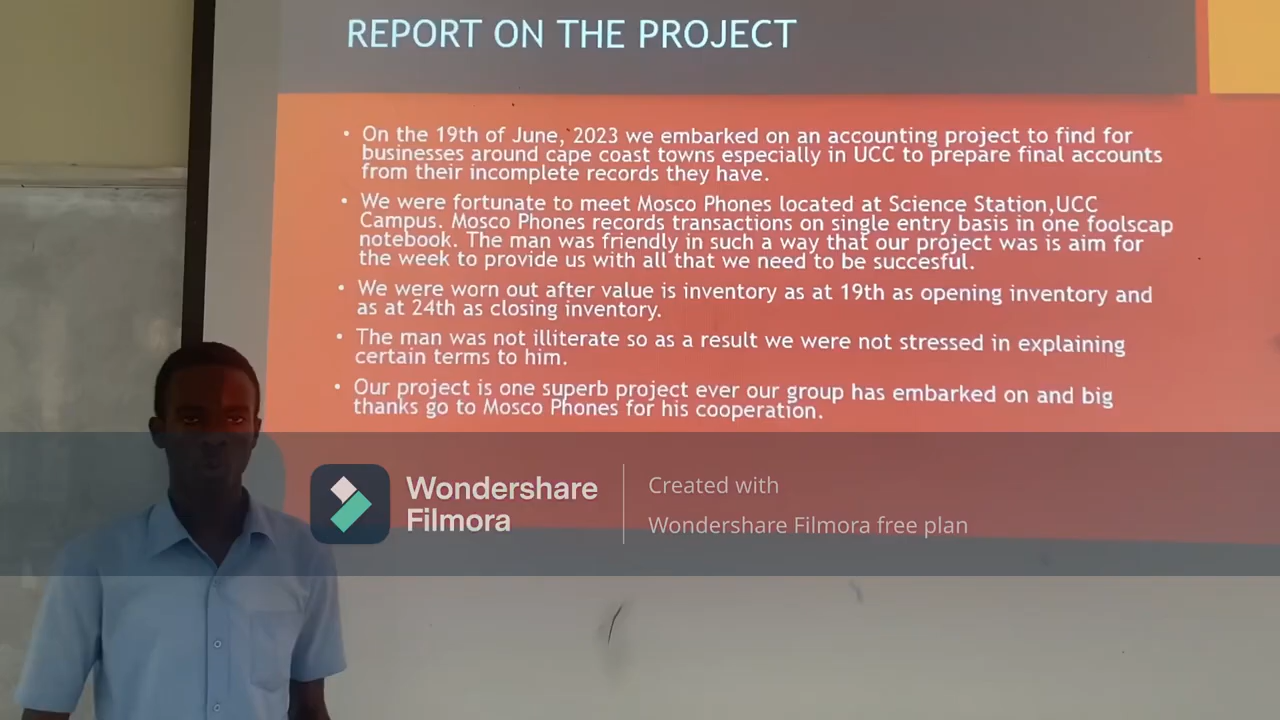 REPORT ON THE PROJECT
• On the 19th of June, 2023 we embarked on an accounting project to find for
businesses around cape coast towns especially in UCC to prepare final accounts
from their incomplete records they have.
• We were fortunate to meet Mosco Phones located at Science Station,UCC
Campus. Mosco Phones records transactions on single entry basis in one foolscap
notebook. The man was friendly in such a way that our project was is aim for
the week to provide us with all that we need to be succesful.
• We were worn out after value is inventory as at 19th as opening inventory and
as at 24th as closing inventory.
• The man was not illiterate so as a result we were not stressed in explaining
certain terms to him.
• Our project is one superb project ever our group has embarked on and big
thanks go to Mosco Phones for his cooperation.
Wondershare
Filmora
Created with
Wondershare Filmora free plan